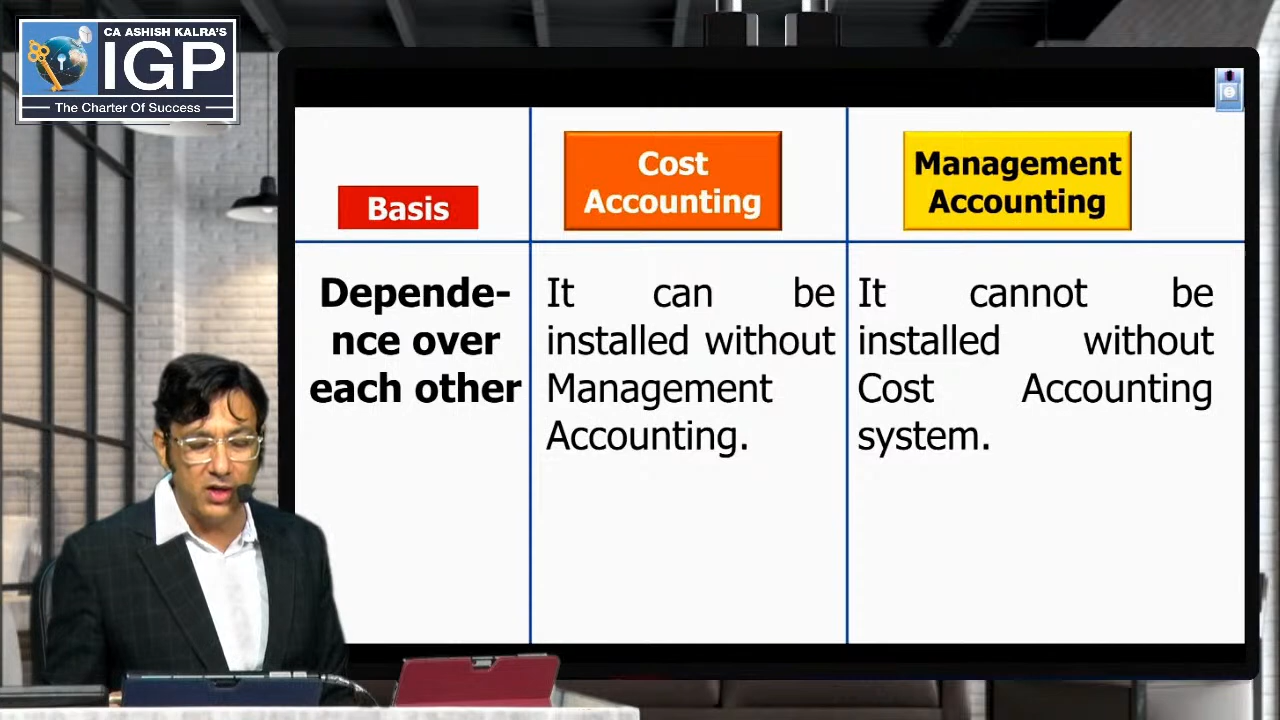 CA ASHISH KALRA'S
IGP
The Charter Of Success
Basis
Cost
Accounting
Management
Accounting
Depende-
nce over
each other
It can be
installed without
Management
Accounting.
It cannot be
installed without
Cost Accounting
system.